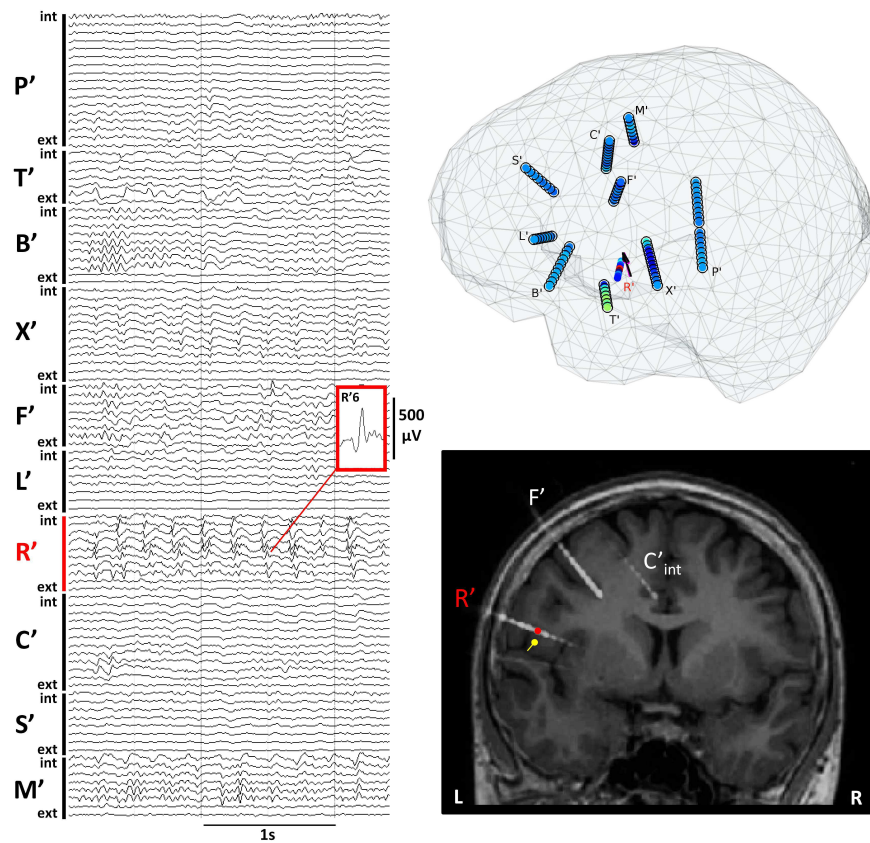 int
P'
ext
int
T'
ext
int
B'
ext
int
X'
ext
int
F'
ext
int
L'
ext
int
R'
ext
int
C'
ext
int
S'
ext
int
M'
ext
1s
R'6
500
µV
M'
C'
S'
F'
L'
B'
R'
X'
P'
T'
F'
C'int
R'
L
R